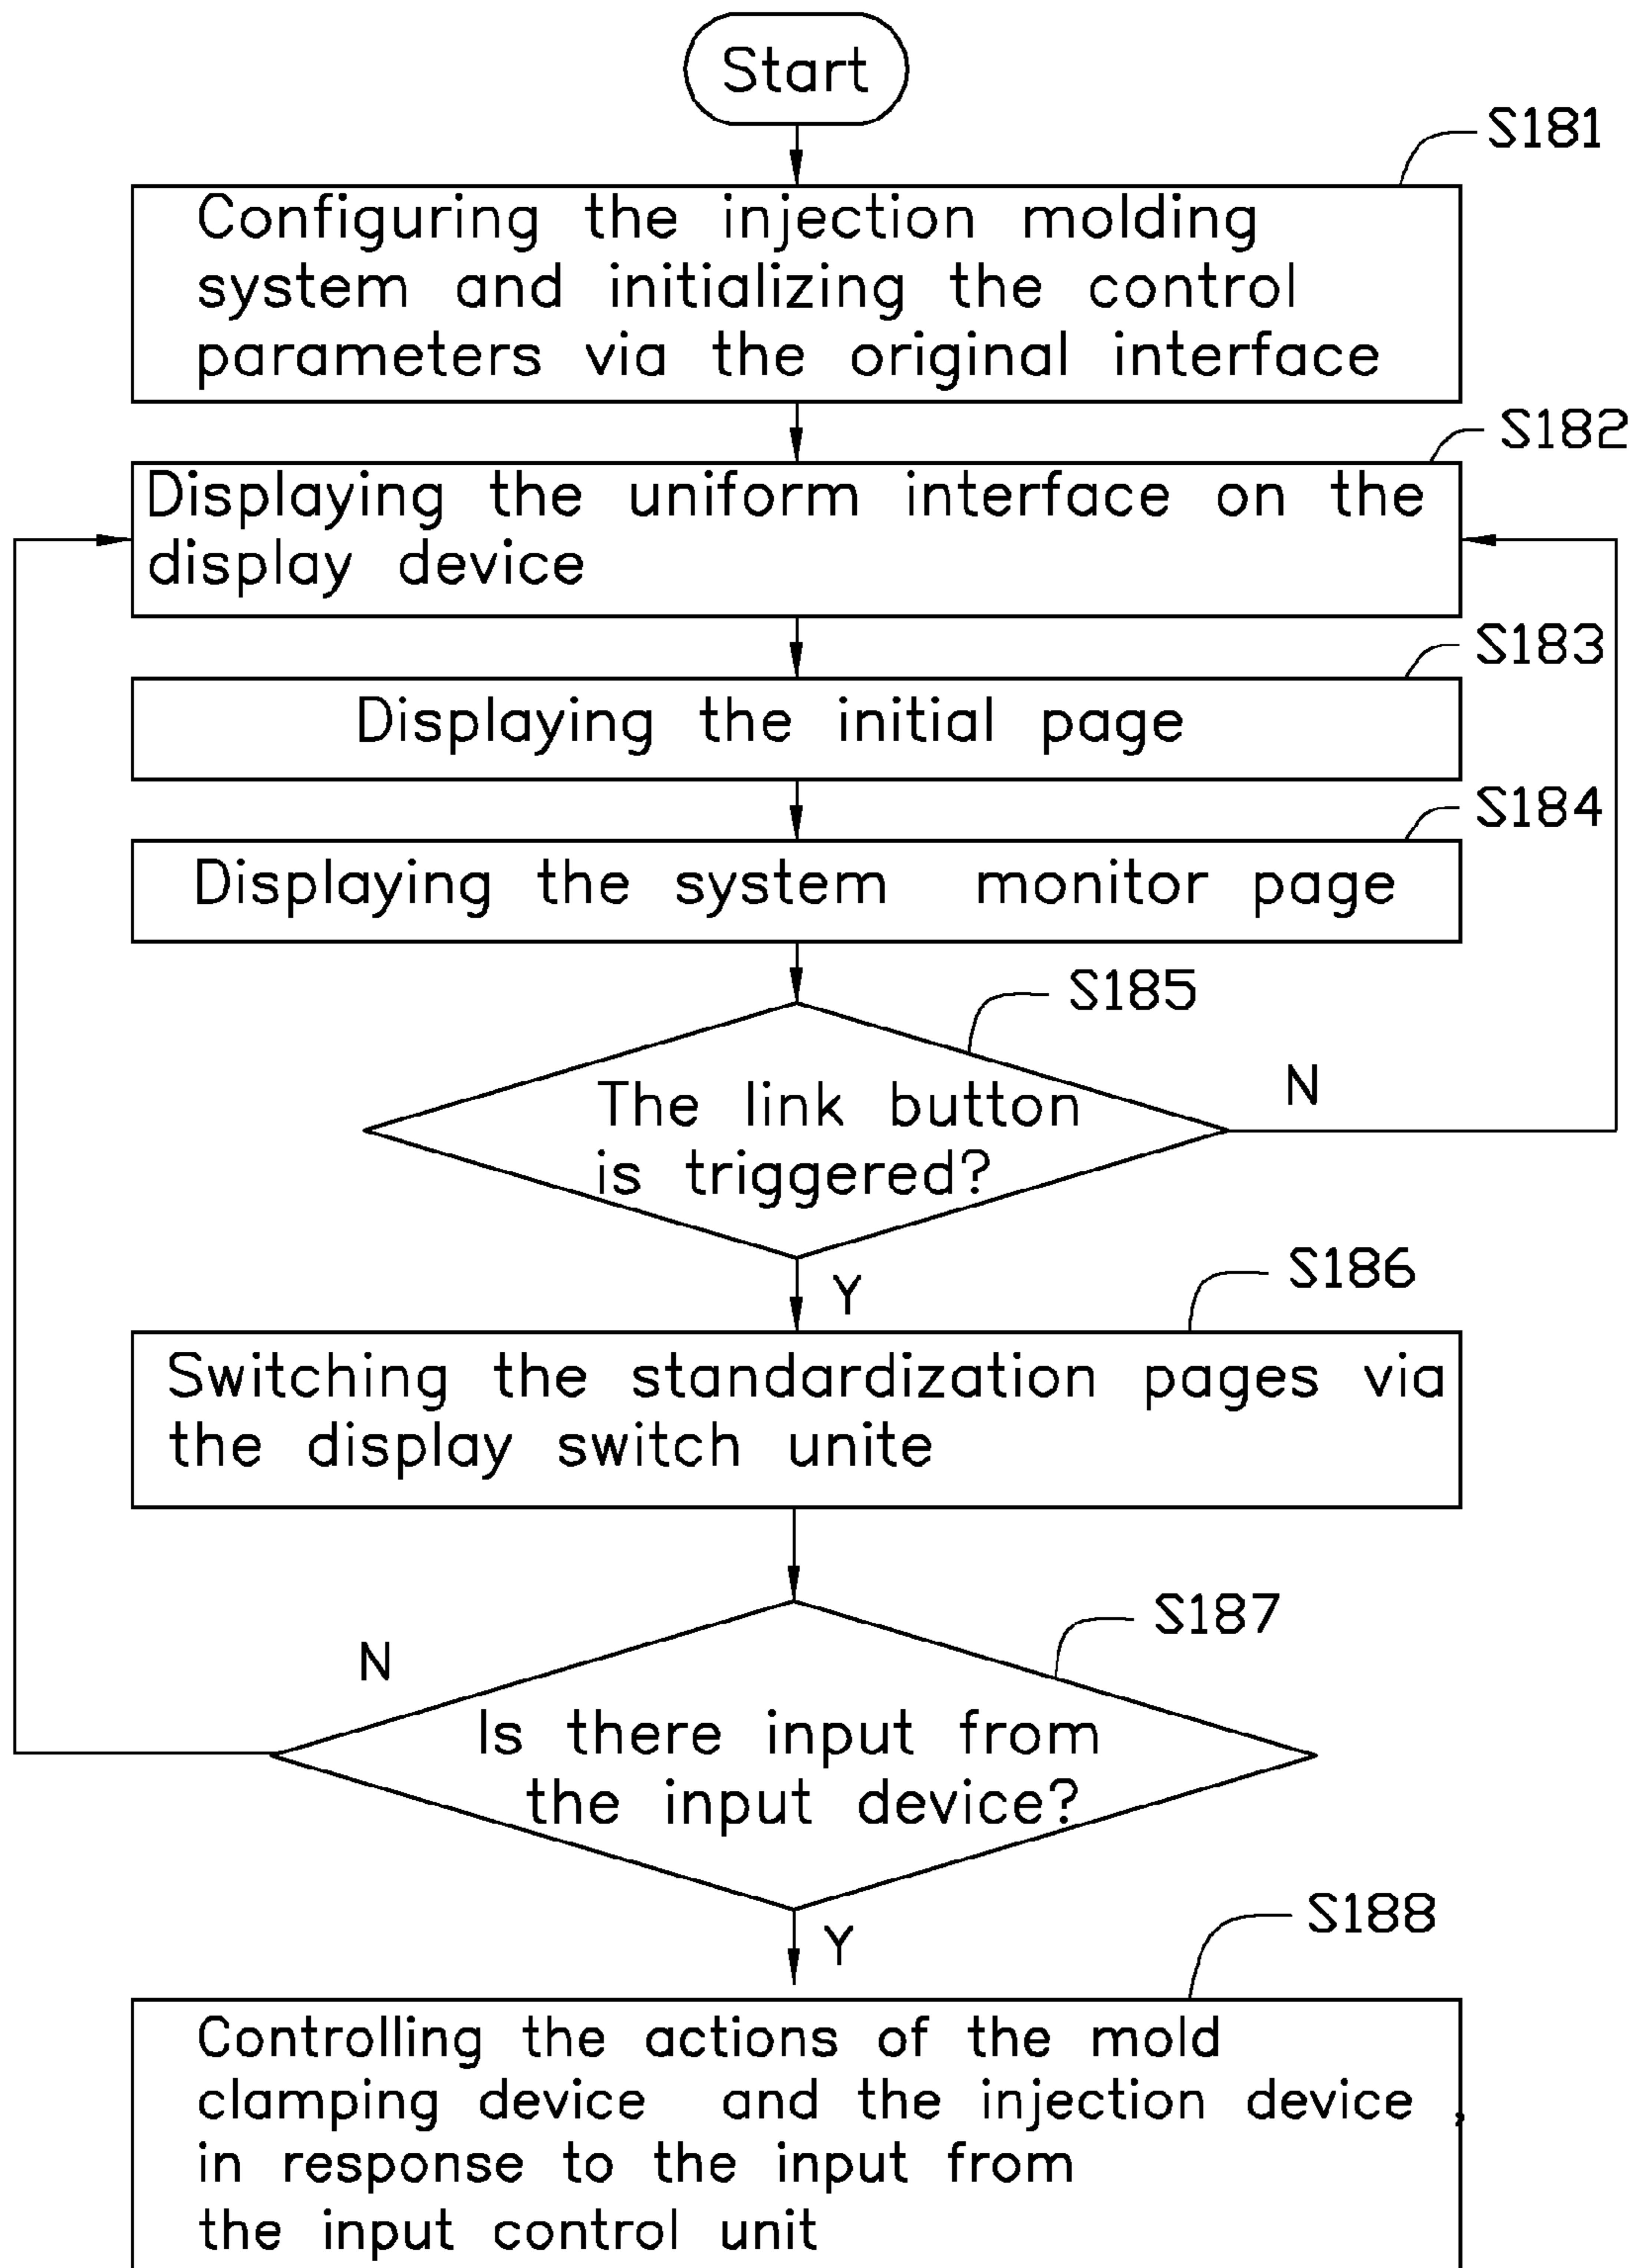 Start
S181
Configuring the injection molding
system and initializing the control
parameters via the original interface
S182
Displaying the uniform interface on the
display device
S183
Displaying the initial page
S184
Displaying the system monitor page
S185
The link button
is triggered?
N
Y
S186
Switching the standardization pages via
the display switch unite
S187
N
Is there input from
the input device?
Y
S188
Controlling the actions of the mold
clamping device and the injection device
in response to the input from
the input control unit